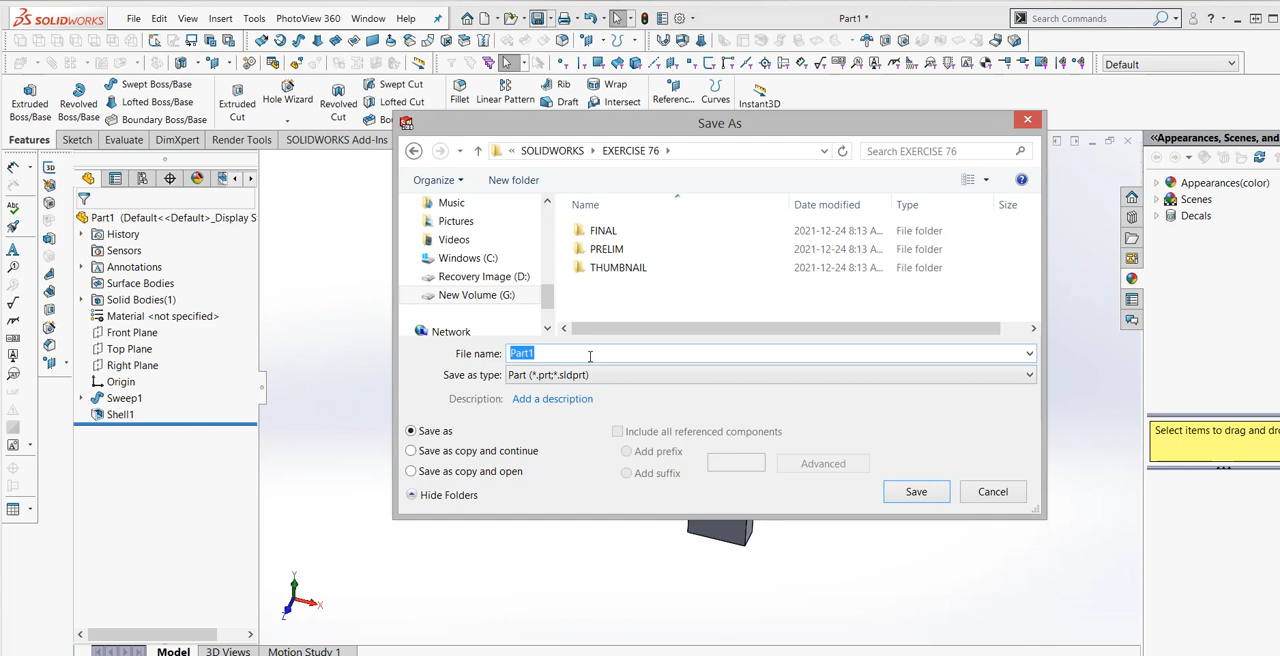 SOLIDWORKS File Edit View Insert Tools PhotoView 360 Window Help Part1 * Search Commands
Default
Extruded Boss/Base Revolved Boss/Base Swept Boss/Base Lofted Boss/Base Boundary Boss/Base Extruded Cut Hole Wizard Revolved Cut Swept Cut Lofted Cut Fillet Linear Pattern Rib Draft Wrap Intersect Referenc... Curves Instant3D
Features Sketch Evaluate DimXpert Render Tools SOLIDWORKS Add-Ins
Save As
«Appearances, Scenes, and
SOLIDWORKS EXERCISE 76 Search EXERCISE 76
Organize New folder
Music
Pictures
Videos
Windows (C:)
Recovery Image (D:)
New Volume (G:)
Network
Name Date modified Type Size
FINAL 2021-12-24 8:13 A... File folder
PRELIM 2021-12-24 8:13 A... File folder
THUMBNAIL 2021-12-24 8:13 A... File folder
File name: Part1
Save as type: Part (*.prt;*.sldprt)
Description: Add a description
Save as
Save as copy and continue
Save as copy and open
Include all referenced components
Add prefix
Add suffix
Advanced
Hide Folders
Save Cancel
Part1 (Default<<Default>_Display S
History
Sensors
Annotations
Surface Bodies
Solid Bodies(1)
Material <not specified>
Front Plane
Top Plane
Right Plane
Origin
Sweep1
Shell1
Appearances(color)
Scenes
Decals
Select items to drag and dr
Y
X
Z
Model 3D Views Motion Study 1